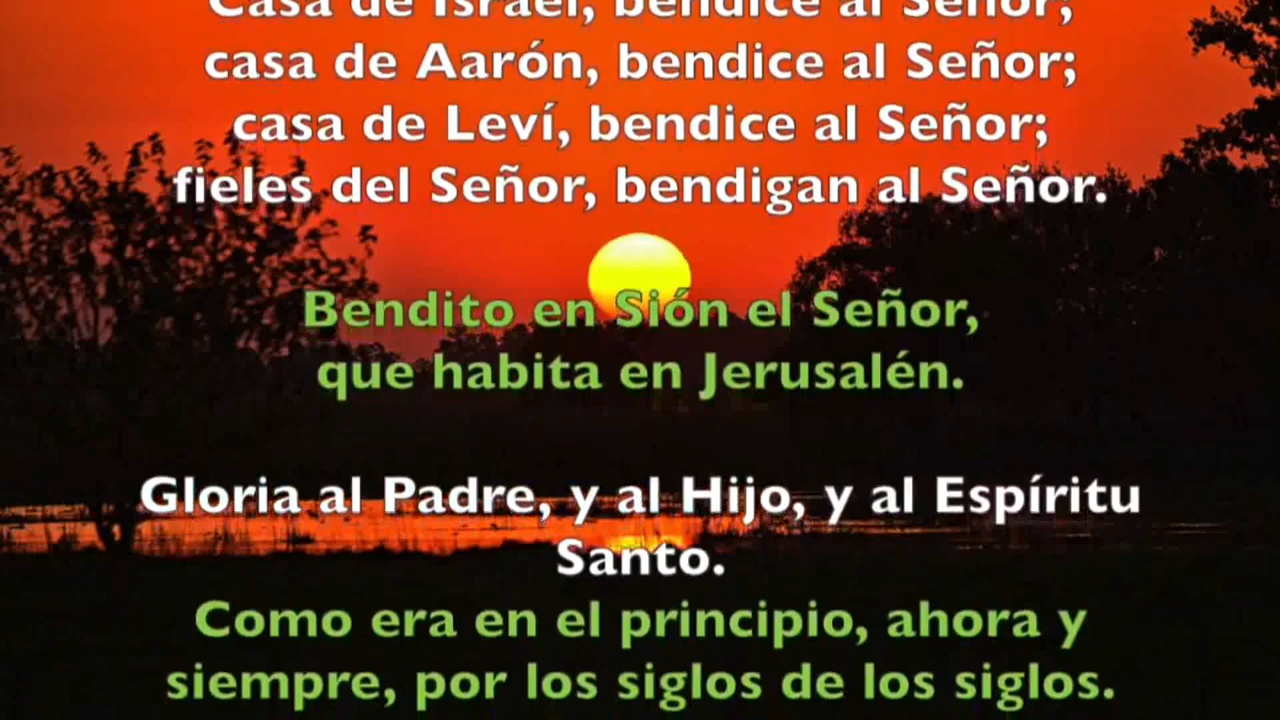 Casa de Israel, bendice al Señor;
casa de Aarón, bendice al Señor;
casa de Leví, bendice al Señor;
fieles del Señor, bendigan al Señor.
Bendito en Sión el Señor,
que habita en Jerusalén.
Gloria al Padre, y al Hijo, y al Espíritu
Santo.
Como era en el principio, ahora y
siempre, por los siglos de los siglos.